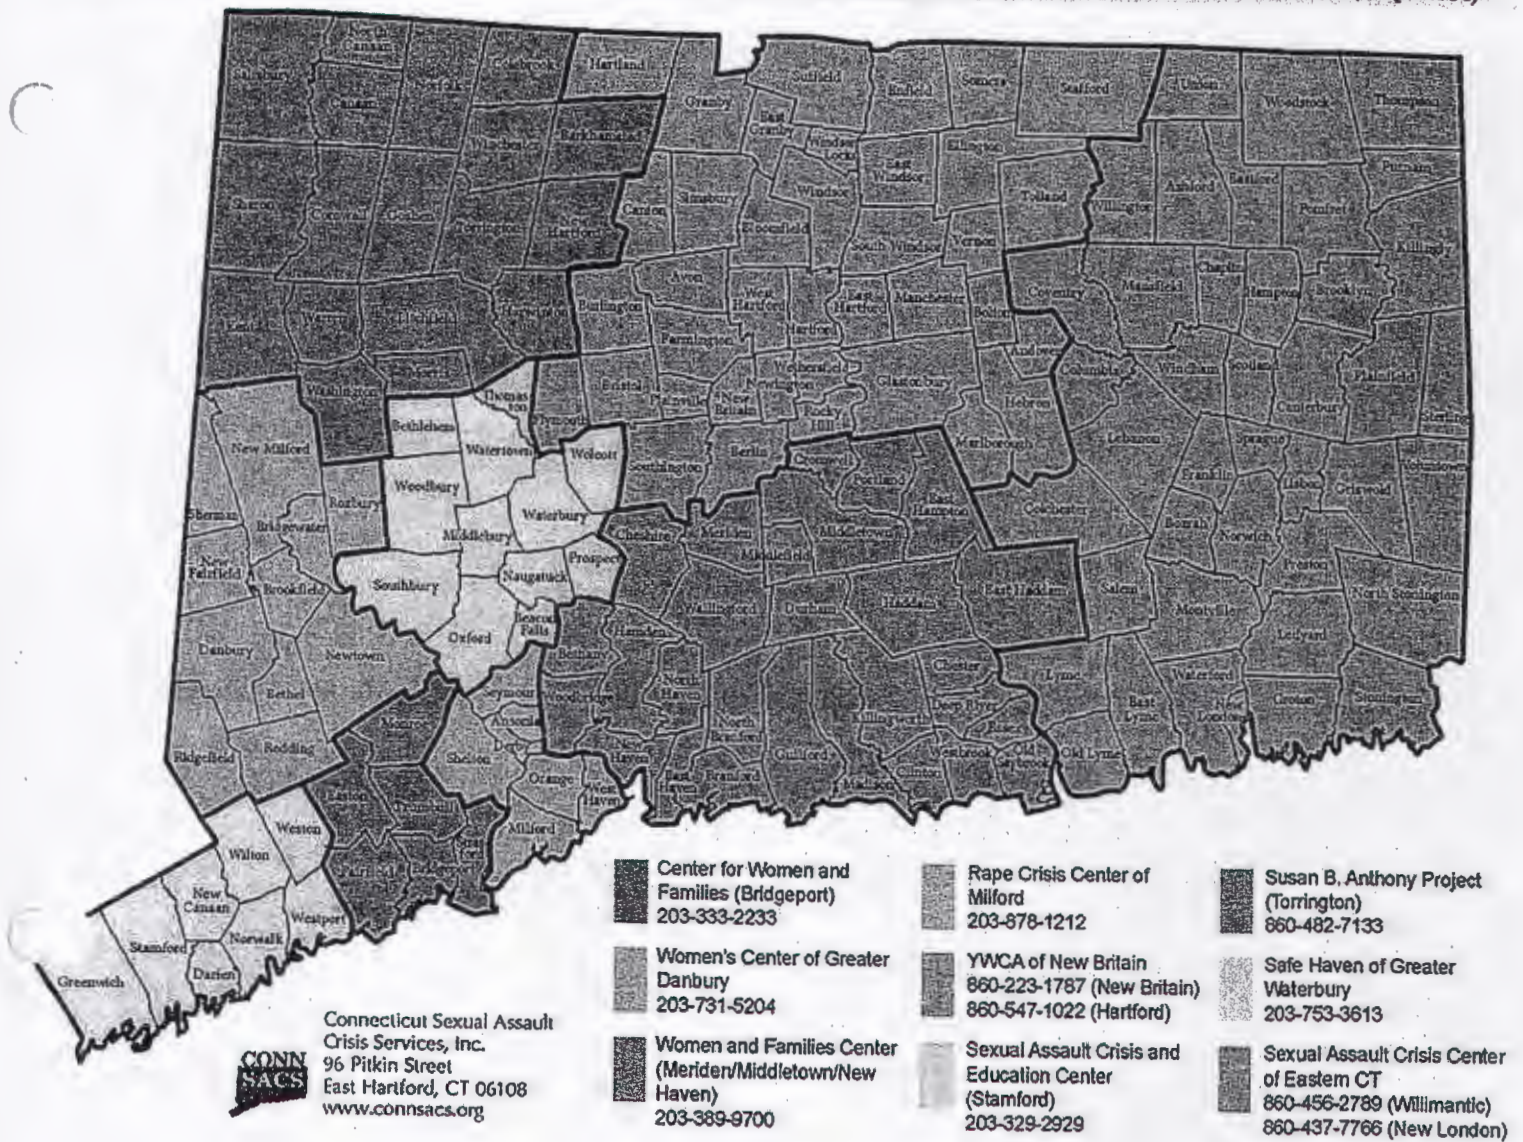 North Canaan
Colebrook
Hartland
Salisbury
Canaan
Norfolk
Granby
Suffield
Enfield
Somers
Stafford
Union
Woodstock
Thompson
East Granby
Windsor Locks
Winchester
Barkhamsted
East Windsor
Ellington
Putnam
Sharon
Cornwall
Goshen
Torrington
New Hartford
Canton
Simsbury
Bloomfield
Windsor
South Windsor
Vernon
Tolland
Willington
Ashford
Eastford
Pomfret
Killingly
Kent
Warren
Litchfield
Harwinton
Burlington
Avon
West Hartford
Hartford
East Hartford
Manchester
Bolton
Coventry
Mansfield
Chaplin
Hampton
Brooklyn
Farmington
Andover
Washington
Morris
Thomas ton
Plymouth
Bristol
Plainville
New Britain
Newington
Wethersfield
Rocky Hill
Glastonbury
Hebron
Columbia
Windham
Scotland
Canterbury
Plainfield
Sterling
New Milford
Bethlehem
Watertown
Wolcott
Southington
Berlin
Cromwell
Portland
Marlborough
Lebanon
Sprague
Franklin
Lisbon
Griswold
Voluntown
Sherman
Bridgewater
Roxbury
Woodbury
Waterbury
Middlebury
Cheshire
Meriden
Middlefield
Middletown
East Hampton
Colchester
Bozrah
Norwich
Preston
New Fairfield
Brookfield
Southbury
Naugatuck
Prospect
Wallingford
Durham
Haddam
East Haddam
Salem
Montville
Ledyard
North Stonington
Danbury
Newtown
Oxford
Beacon Falls
Bethany
Hamden
Bethel
Seymour
Woodbridge
North Haven
North Branford
Killingworth
Chester
Deep River
Essex
Lyme
East Lyme
Waterford
New London
Groton
Stonington
Ridgefield
Redding
Monroe
Ansonia
Derby
Shelton
Orange
New Haven
West Haven
East Haven
Branford
Guilford
Madison
Clinton
Westbrook
Old Saybrook
Old Lyme
Easton
Trumbull
Milford
Weston
Wilton
Fairfield
New Canaan
Westport
Norwalk
Stamford
Darien
Greenwich
Center for Women and
Families (Bridgeport)
203-333-2233
Women's Center of Greater
Danbury
203-731-5204
Women and Families Center
(Meriden/Middletown/New
Haven)
203-389-9700
Rape Crisis Center of
Milford
203-878-1212
YWCA of New Britain
860-223-1787 (New Britain)
860-547-1022 (Hartford)
Sexual Assault Crisis and
Education Center
(Stamford)
203-329-2929
Susan B. Anthony Project
(Torrington)
860-482-7133
Safe Haven of Greater
Waterbury
203-753-3613
Sexual Assault Crisis Center
of Eastern CT
860-456-2789 (Willimantic)
860-437-7766 (New London)
CONN
SACS
Connecticut Sexual Assault
Crisis Services, Inc.
96 Pitkin Street
East Hartford, CT 06108
www.connsacs.org